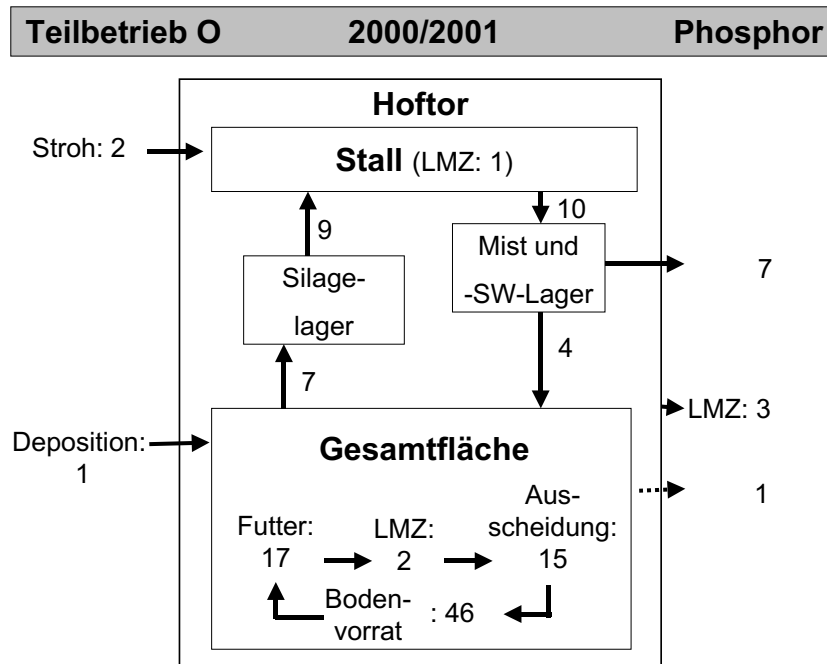 Teilbetrieb O 2000/2001 Phosphor
Hoftor
Stroh: 2
Stall (LMZ: 1)
9
10
Silage-
lager
Mist und
-SW-Lager
7
7
4
LMZ: 3
Deposition:
1
Gesamtfläche
1
Futter:
17
LMZ:
2
Aus-
scheidung:
15
Boden-
vorrat
: 46